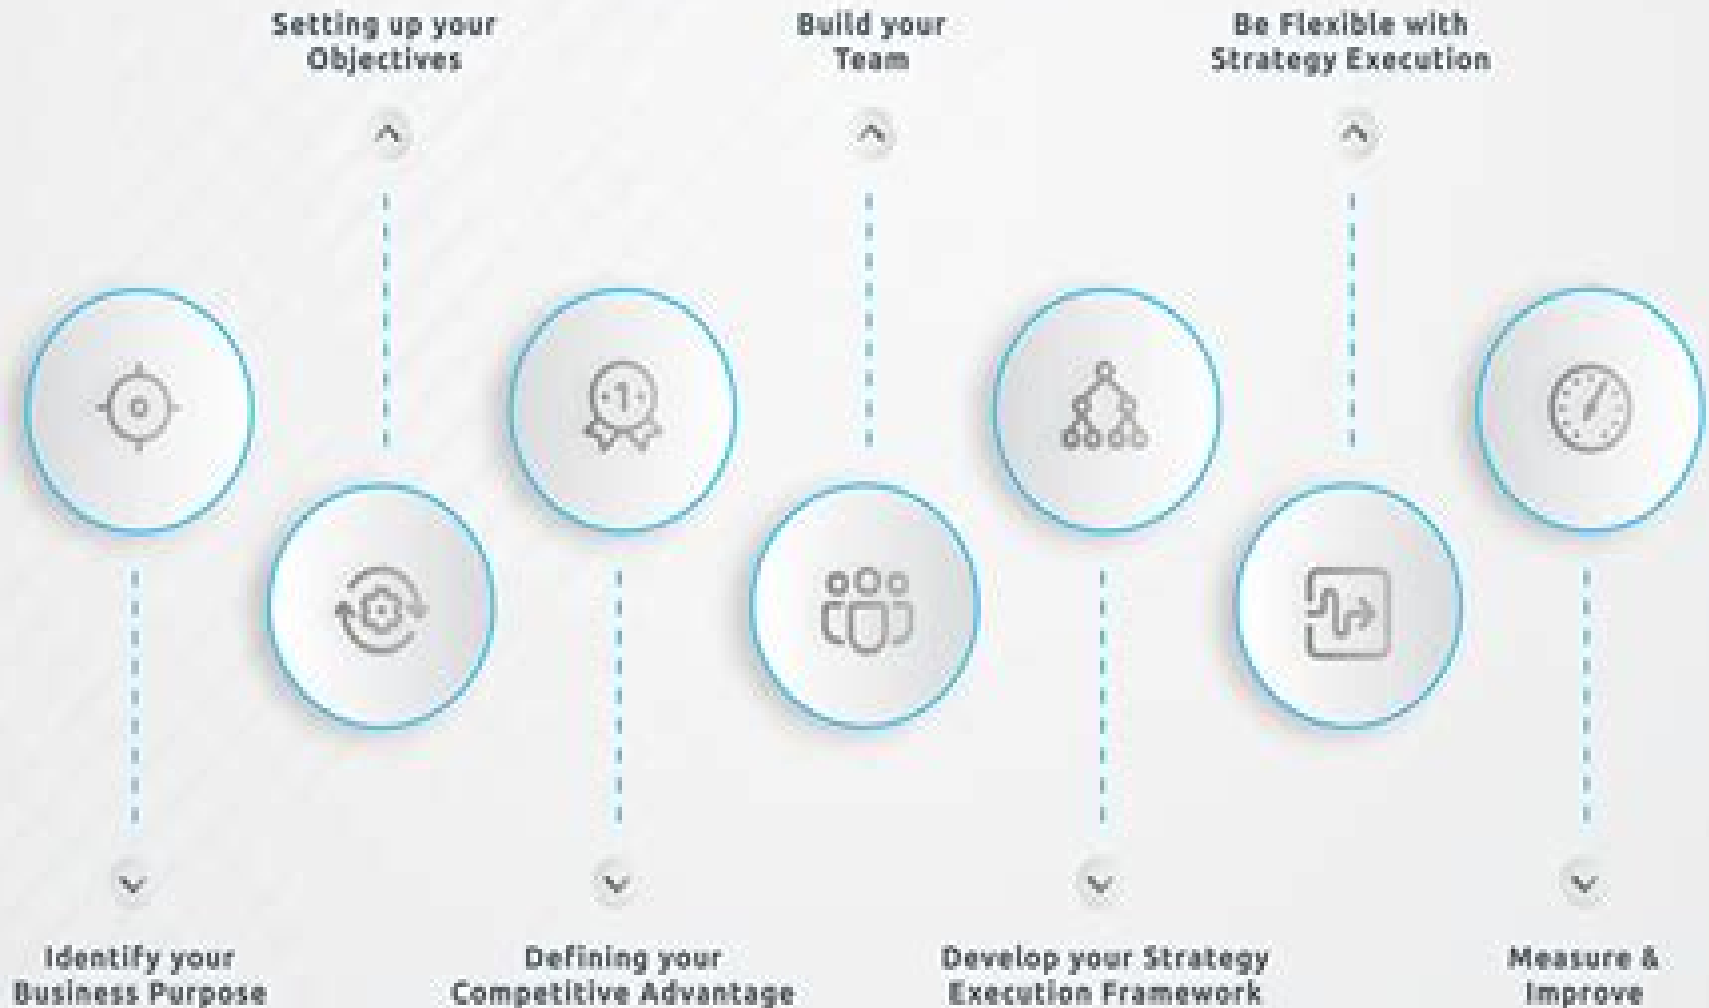 Setting up your
Objectives
Build your
Team
Be Flexible with
Strategy Execution
1
Identify your
Business Purpose
Defining your
Competitive Advantage
Develop your Strategy
Execution Framework
Measure &
Improve